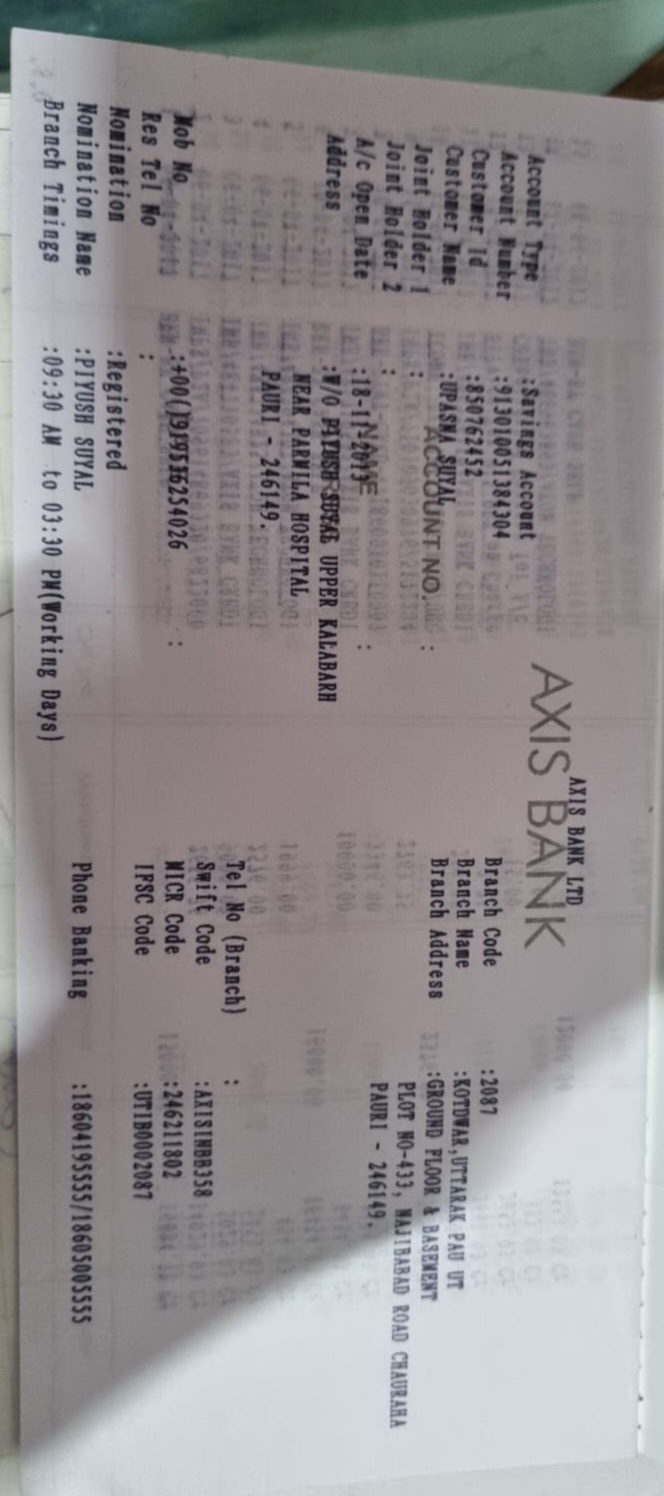 AXIS BANK
AXIS BANK LTD
Account Type :Savings Account
Account Number :913010051384304
Customer Id :850762452
Customer Name :UPASNA SUYAL
Joint Holder 1 : :
Joint Holder 2 :
A/c Open Date :18-11-2013 :
Address :W/O PIYUSH SUYAL UPPER KALABARH
NEAR PARMILA HOSPITAL
PAURI - 246149.
Mob No
Res Tel No : :
Nomination :Registered
Nomination Name :PIYUSH SUYAL
Branch Timings :09:30 AM to 03:30 PM(Working Days)
NAME
ACCOUNT NO.
Branch Code :2087
Branch Name :KOTDWAR,UTTARAK PAU UT
Branch Address :GROUND FLOOR & BASEMENT
PLOT NO-433, NAJIBABAD ROAD CHAURAHA
PAURI - 246149.
Tel No (Branch) :
Swift Code :AXISINBB358
MICR Code :246211802
IFSC Code :UTIB0002087
Phone Banking :18604195555/18605005555